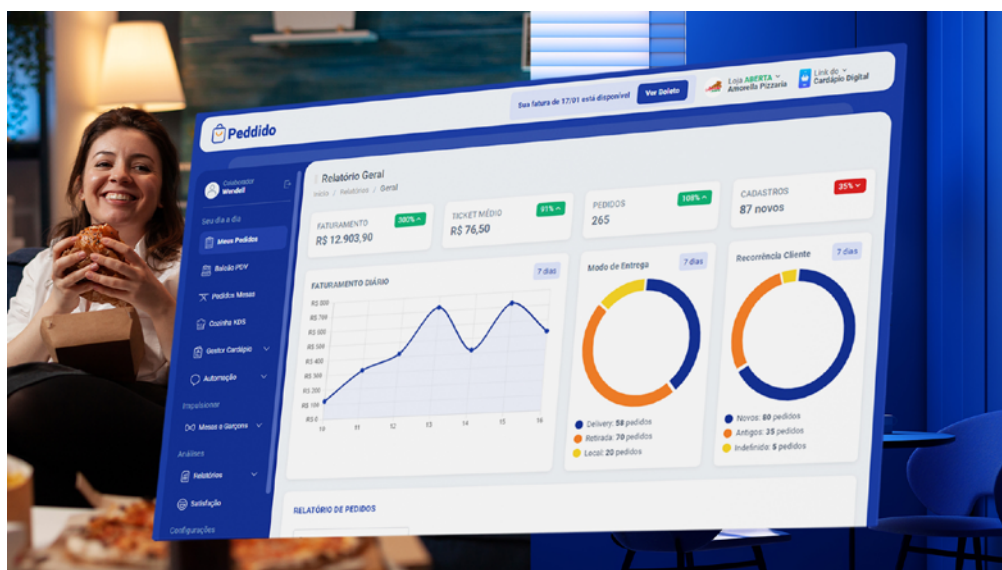 Peddido
Sua fatura de 17/01 está disponível
Ver Boleto
Loja ABERTA
Amorella Pizzaria
Link do
Cardápio Digital
Colaborador
Wendell
Seu dia a dia
Meus Pedidos
Balcão PDV
Pedidos Mesas
Cozinha KDS
Gestor Cardápio
Automação
Impulsionar
Mesas e Garçons
Análises
Relatórios
Satisfação
Configurações
Relatório Geral
Início / Relatórios / Geral
FATURAMENTO
300%
R$ 12.903,90
TICKET MÉDIO
81%
R$ 76,50
PEDIDOS
108%
265
CADASTROS
35%
87 novos
FATURAMENTO DIÁRIO
7 dias
R$ 800
R$ 700
R$ 600
R$ 500
R$ 400
R$ 300
R$ 200
R$ 100
R$ 0
10 11 12 13 14 15 16
Modo de Entrega
7 dias
Delivery: 58 pedidos
Retirada: 70 pedidos
Local: 20 pedidos
Recorrência Cliente
7 dias
Novos: 80 pedidos
Antigos: 35 pedidos
Indefinido: 5 pedidos
RELATÓRIO DE PEDIDOS